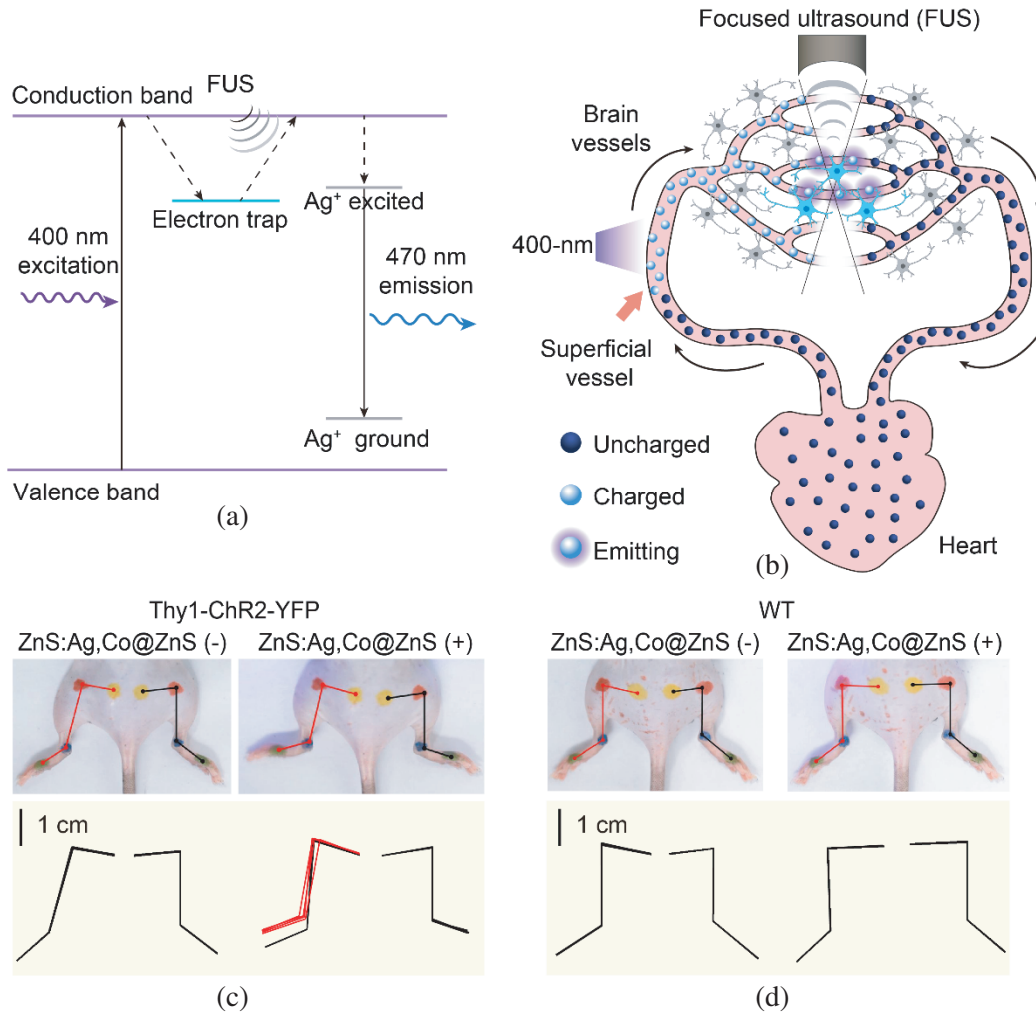 FUS
Conduction band
Electron trap
Ag⁺ excited
400 nm
excitation
470 nm
emission
Ag⁺ ground
Valence band
(a)
Focused ultrasound (FUS)
Brain
vessels
400-nm
Superficial
vessel
Uncharged
Charged
Emitting
Heart
(b)
Thy1-ChR2-YFP
ZnS:Ag,Co@ZnS (-)
ZnS:Ag,Co@ZnS (+)
1 cm
(c)
WT
ZnS:Ag,Co@ZnS (-)
ZnS:Ag,Co@ZnS (+)
1 cm
(d)